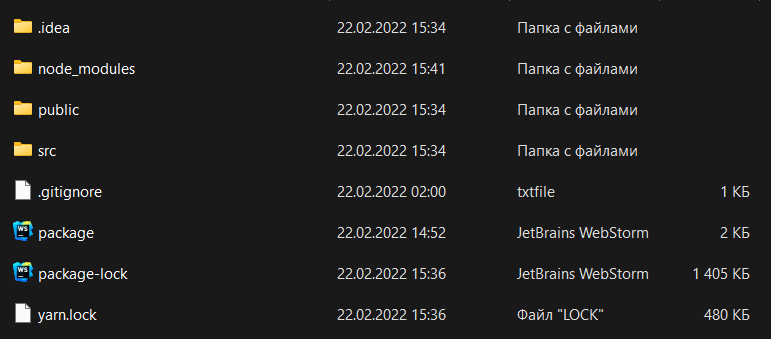 .idea 22.02.2022 15:34 Папка с файлами
node_modules 22.02.2022 15:41 Папка с файлами
public 22.02.2022 15:34 Папка с файлами
src 22.02.2022 15:34 Папка с файлами
.gitignore 22.02.2022 02:00 txtfile 1 КБ
WS package 22.02.2022 14:52 JetBrains WebStorm 2 КБ
WS package-lock 22.02.2022 15:36 JetBrains WebStorm 1 405 КБ
yarn.lock 22.02.2022 15:36 Файл "LOCK" 480 КБ